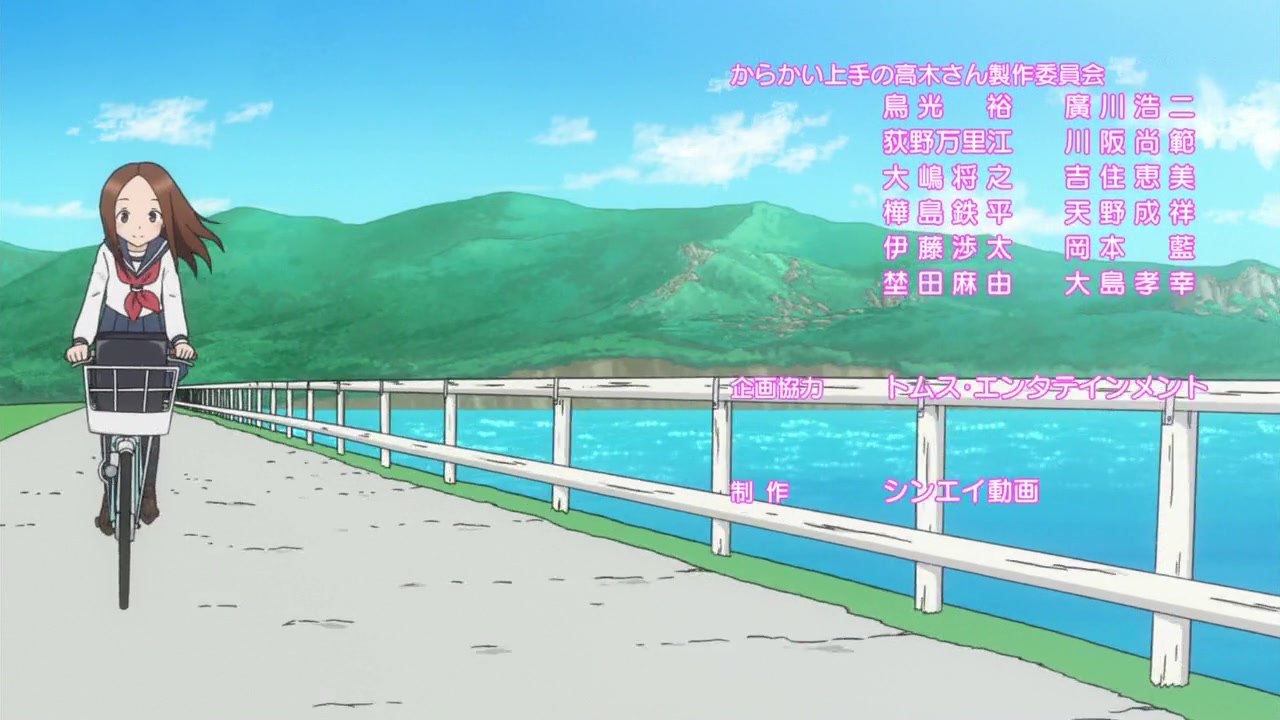 からかい上手の高木さん製作委員会
鳥光 裕 廣川浩二
荻野万里江 川阪尚範
大嶋将之 吉住恵美
樺島鉄平 天野成祥
伊藤渉太 岡本 藍
埜田麻由 大島孝幸
企画協力 トムス・エンタテインメント
制作 シンエイ動画